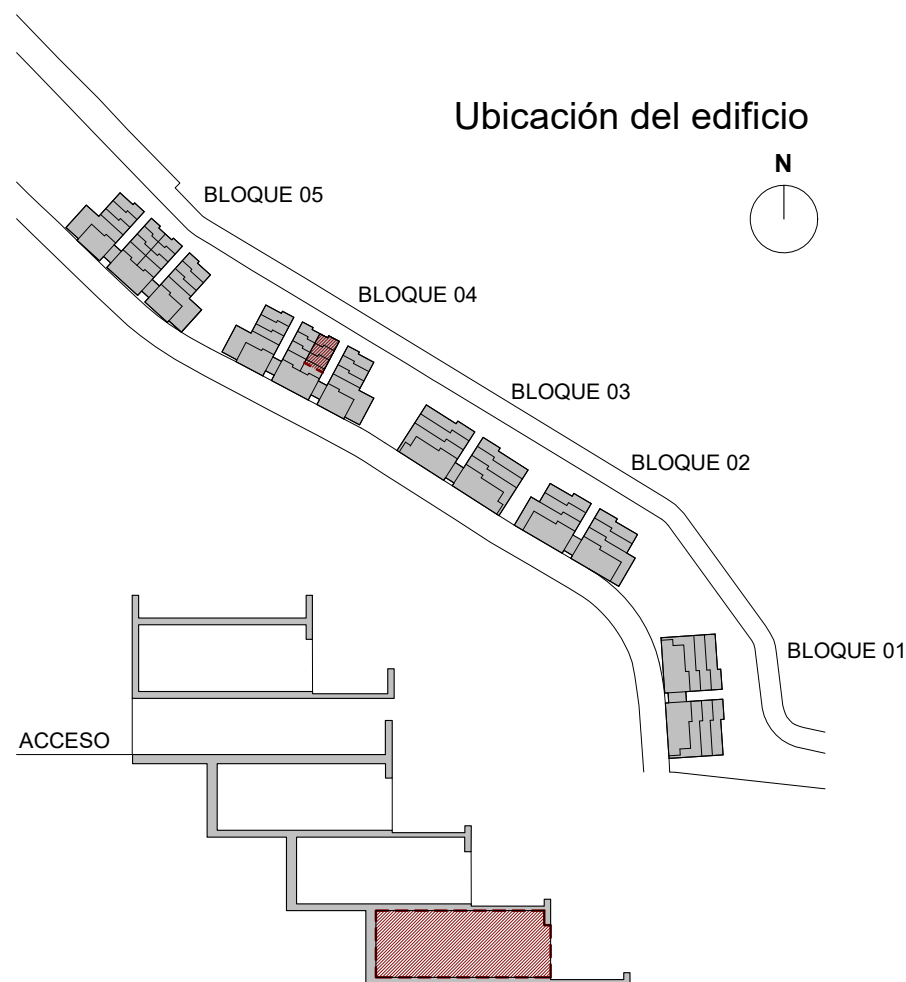 Ubicación del edificio
N
BLOQUE 05
BLOQUE 04
BLOQUE 03
BLOQUE 02
BLOQUE 01
ACCESO